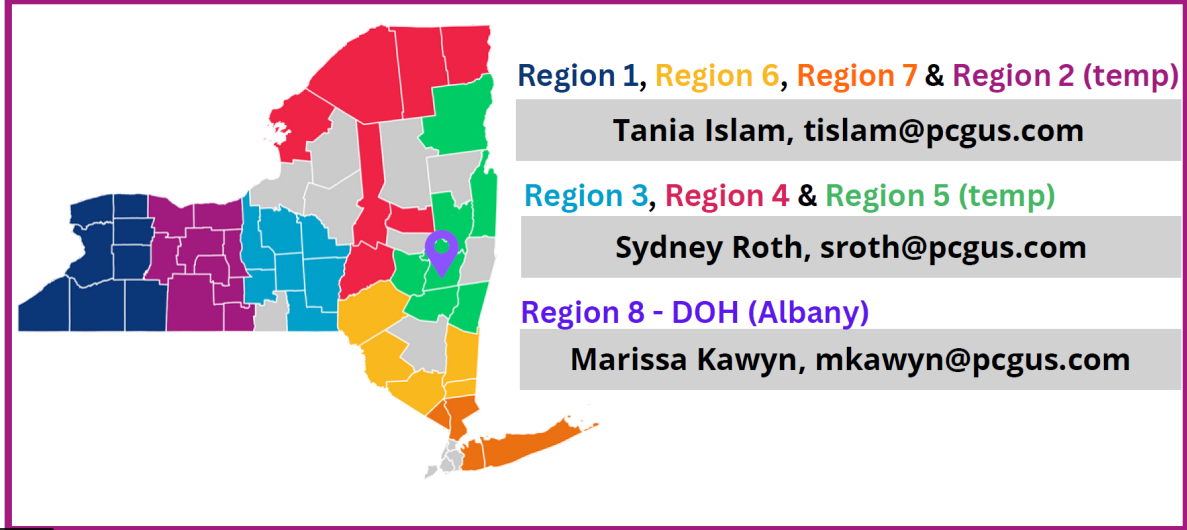 Region 1, Region 6, Region 7 & Region 2 (temp)
Tania Islam, tislam@pcgus.com
Region 3, Region 4 & Region 5 (temp)
Sydney Roth, sroth@pcgus.com
Region 8 - DOH (Albany)
Marissa Kawyn, mkawyn@pcgus.com